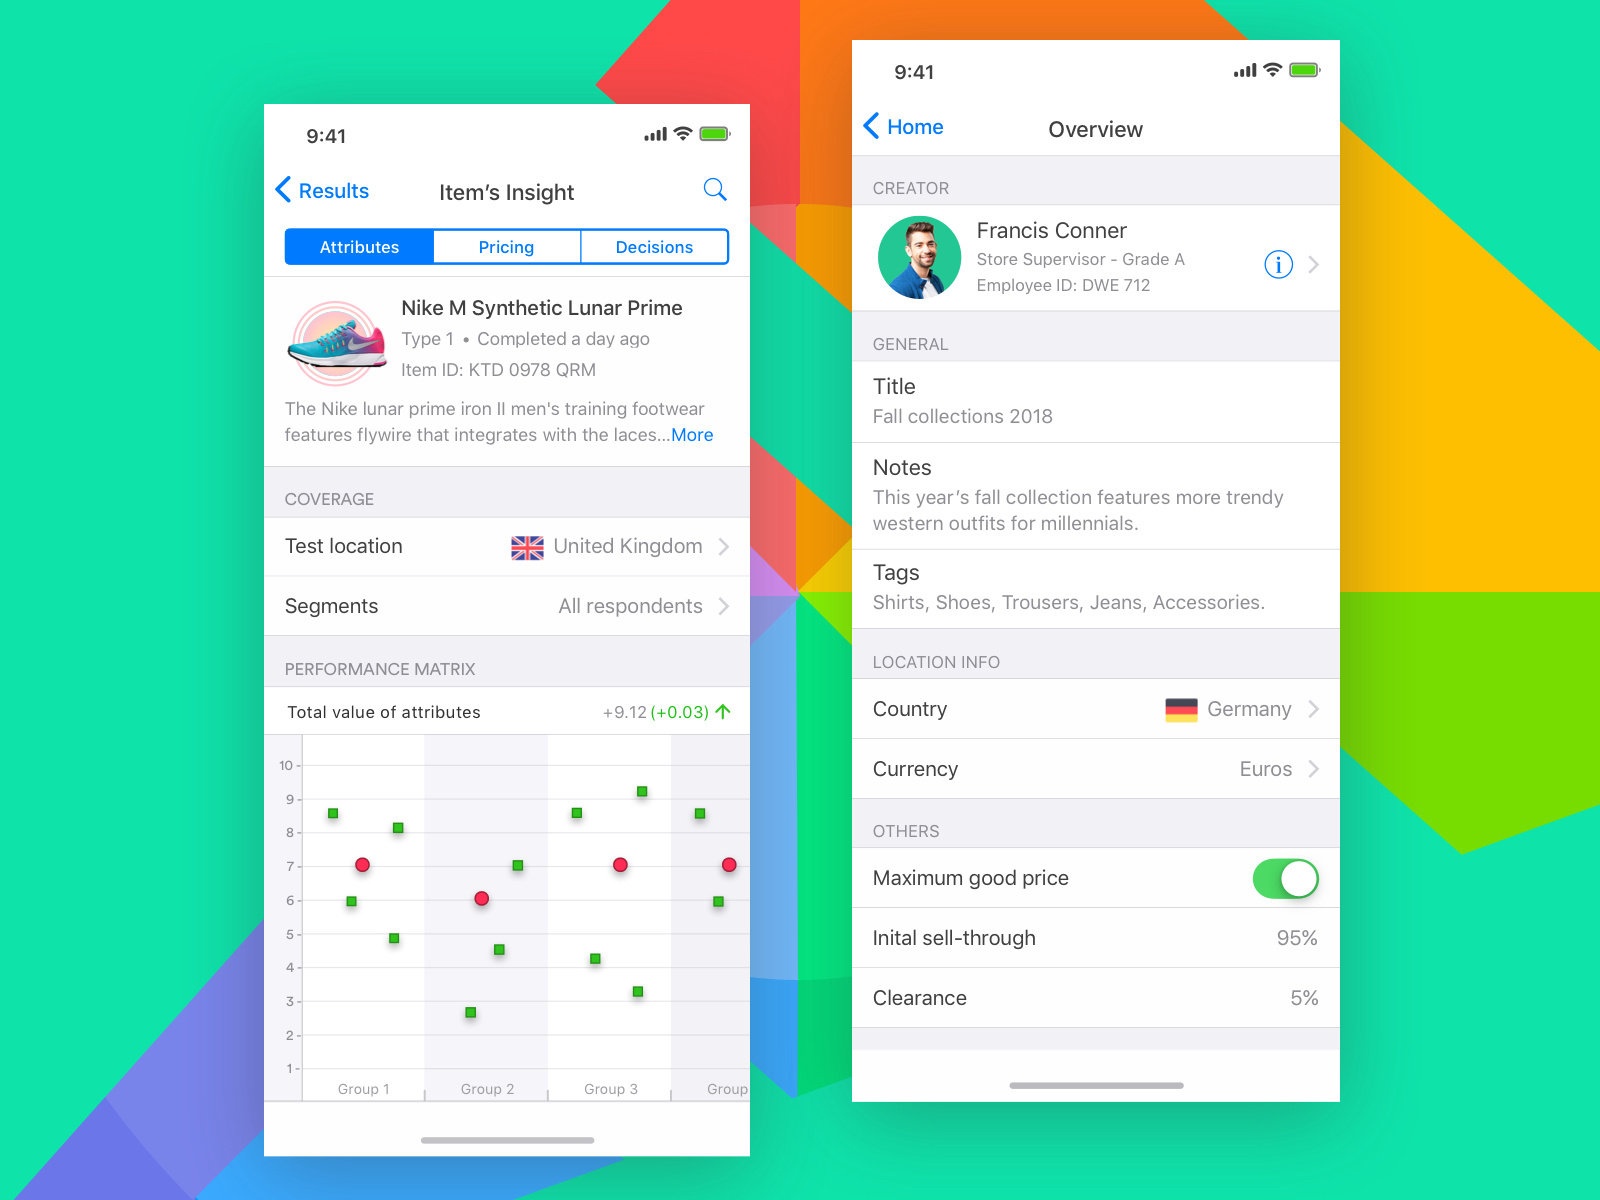 9:41
Results
Item's Insight
Attributes
Pricing
Decisions
Nike M Synthetic Lunar Prime
Type 1 • Completed a day ago
Item ID: KTD 0978 QRM
The Nike lunar prime iron II men's training footwear
features flywire that integrates with the laces...More
COVERAGE
Test location
United Kingdom
Segments
All respondents
PERFORMANCE MATRIX
Total value of attributes
+9.12 (+0.03)
10
9
8
7
6
5
4
3
2
1
Group 1
Group 2
Group 3
Group
9:41
Home
Overview
CREATOR
Francis Conner
Store Supervisor - Grade A
Employee ID: DWE 712
GENERAL
Title
Fall collections 2018
Notes
This year's fall collection features more trendy
western outfits for millennials.
Tags
Shirts, Shoes, Trousers, Jeans, Accessories.
LOCATION INFO
Country
Germany
Currency
Euros
OTHERS
Maximum good price
Inital sell-through
95%
Clearance
5%